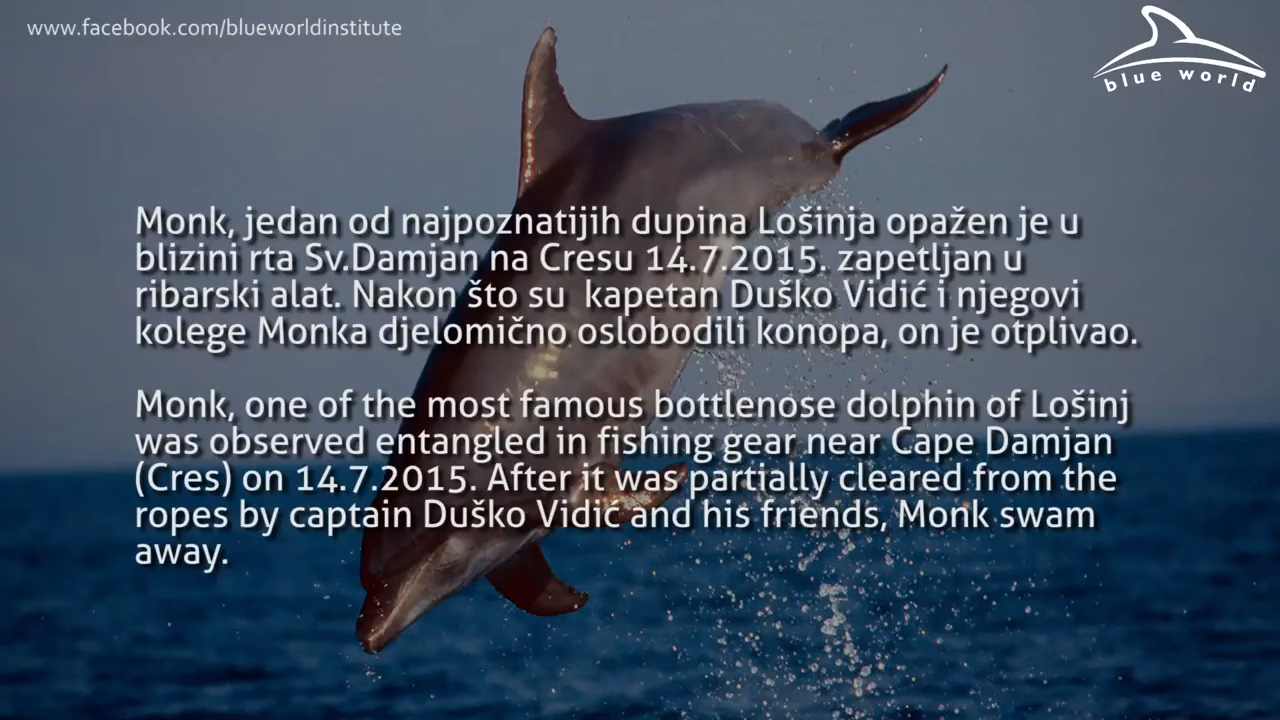 www.facebook.com/blueworldinstitute
blue world
Monk, jedan od najpoznatijih dupina Lošinja opažen je u
blizini rta Sv.Damjan na Cresu 14.7.2015. zapetljan u
ribarski alat. Nakon što su  kapetan Duško Vidić i njegovi
kolege Monka djelomično oslobodili konopa, on je otplivao.
Monk, one of the most famous bottlenose dolphin of Lošinj
was observed entangled in fishing gear near Cape Damjan
(Cres) on 14.7.2015. After it was partially cleared from the
ropes by captain Duško Vidić and his friends, Monk swam
away.